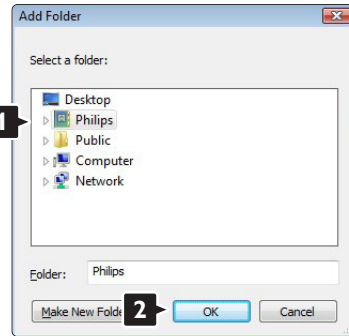 Add Folder
Select a folder:
Desktop
1
Philips
Public
Computer
Network
Folder: Philips
Make New Folde 2 OK Cancel